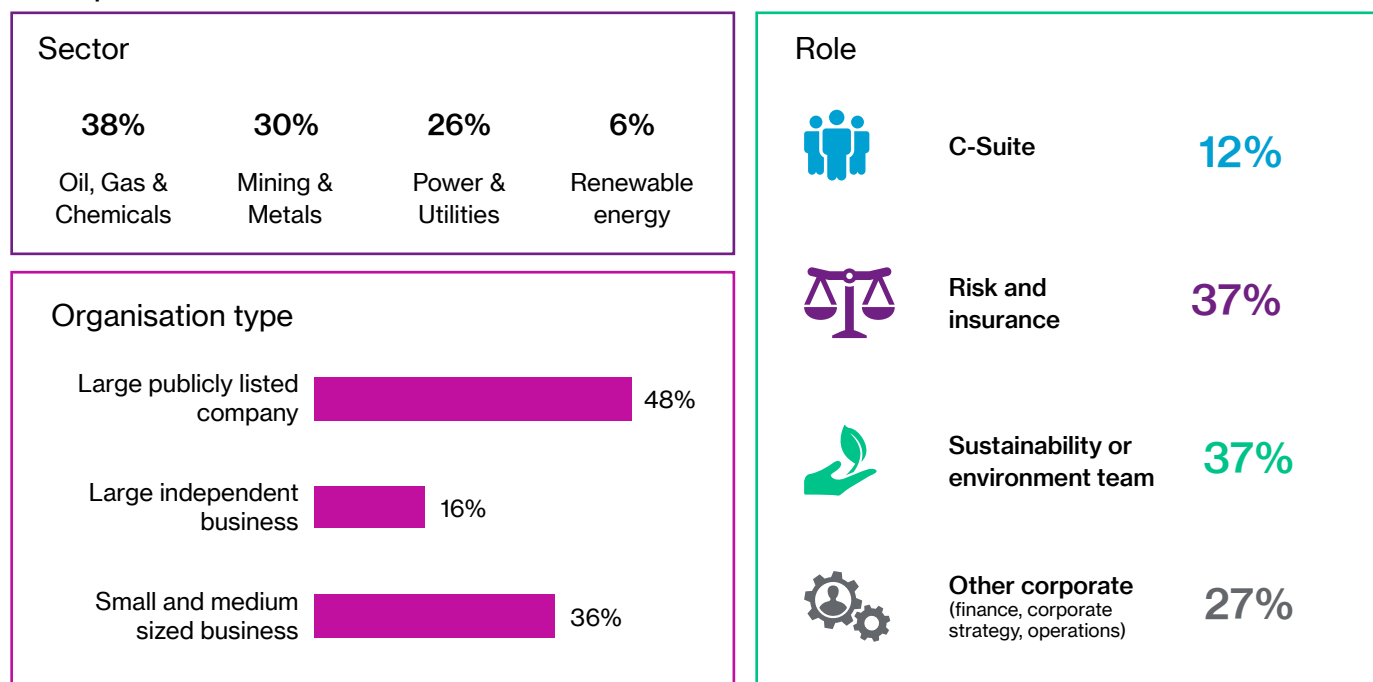 Sector
38%
30%
26%
6%
Oil, Gas &
Chemicals
Mining &
Metals
Power &
Utilities
Renewable
energy
Organisation type
Large publicly listed
company
48%
Large independent
business
16%
Small and medium
sized business
36%
Role
C-Suite
12%
Risk and
insurance
37%
Sustainability or
environment team
37%
Other corporate
(finance, corporate
strategy, operations)
27%